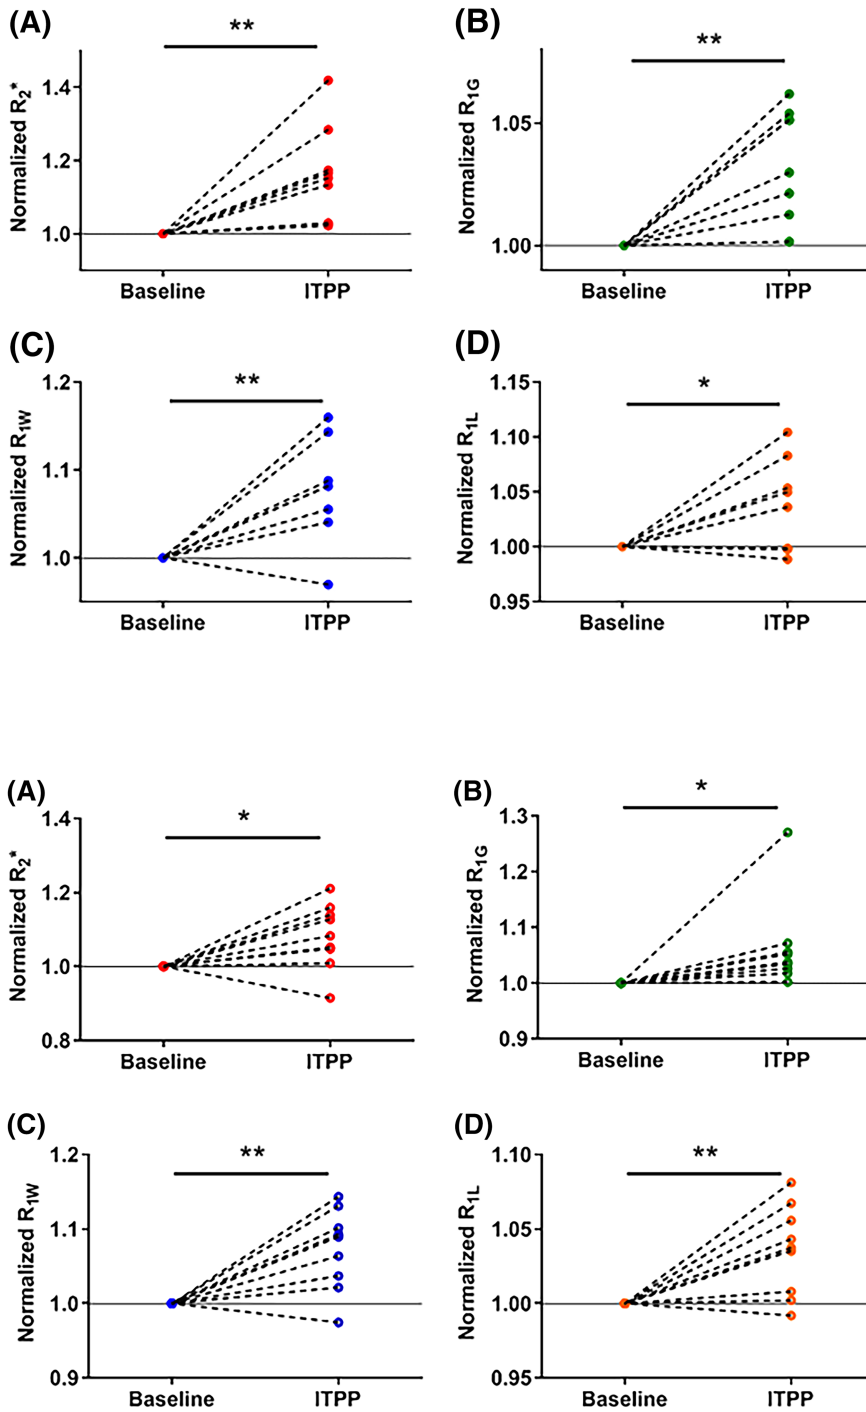 (A)
**
Normalized R2*
1.4
1.2
1.0
Baseline
ITPP
(B)
**
Normalized R1G
1.05
1.00
Baseline
ITPP
(C)
**
Normalized R1W
1.2
1.1
1.0
Baseline
ITPP
(D)
*
Normalized R1L
1.15
1.10
1.05
1.00
0.95
Baseline
ITPP
(A)
*
Normalized R2*
1.4
1.2
1.0
0.8
Baseline
ITPP
(B)
*
Normalized R1G
1.3
1.2
1.1
1.0
0.9
Baseline
ITPP
(C)
**
Normalized R1W
1.2
1.1
1.0
0.9
Baseline
ITPP
(D)
**
Normalized R1L
1.10
1.05
1.00
0.95
Baseline
ITPP